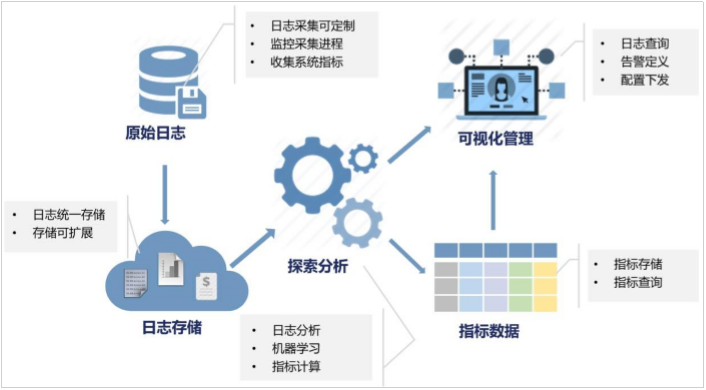 • 日志采集可定制
• 监控采集进程
• 收集系统指标
原始日志
• 日志查询
• 告警定义
• 配置下发
可视化管理
• 日志统一存储
• 存储可扩展
日志存储
$
探索分析
• 日志分析
• 机器学习
• 指标计算
• 指标存储
• 指标查询
指标数据